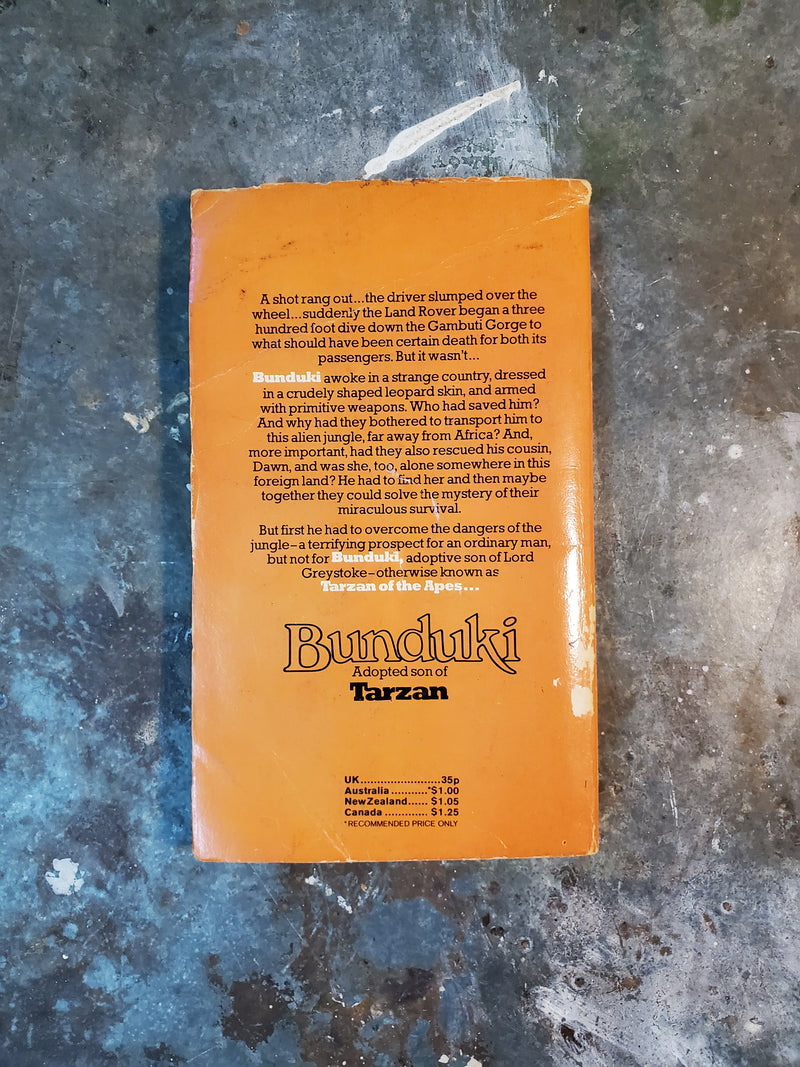 A shot rang out...the driver slumped over the
wheel...suddenly the Land Rover began a three
hundred foot dive down the Gambuti Gorge to
what should have been certain death for both its
passengers. But it wasn't...
Bunduki awoke in a strange country, dressed
in a crudely shaped leopard skin, and armed
with primitive weapons. Who had saved him?
And why had they bothered to transport him to
this alien jungle, far away from Africa? And,
more important, had they also rescued his cousin,
Dawn, and was she, too, alone somewhere in this
foreign land? He had to find her and then maybe
together they could solve the mystery of their
miraculous survival.
But first he had to overcome the dangers of the
jungle–a terrifying prospect for an ordinary man,
but not for Bunduki, adoptive son of Lord
Greystoke–otherwise known as
Tarzan of the Apes...
Bunduki
Adopted son of
Tarzan
UK........................35p
Australia ...........*$1.00
New Zealand...... $1.05
Canada ............. $1.25
*RECOMMENDED PRICE ONLY